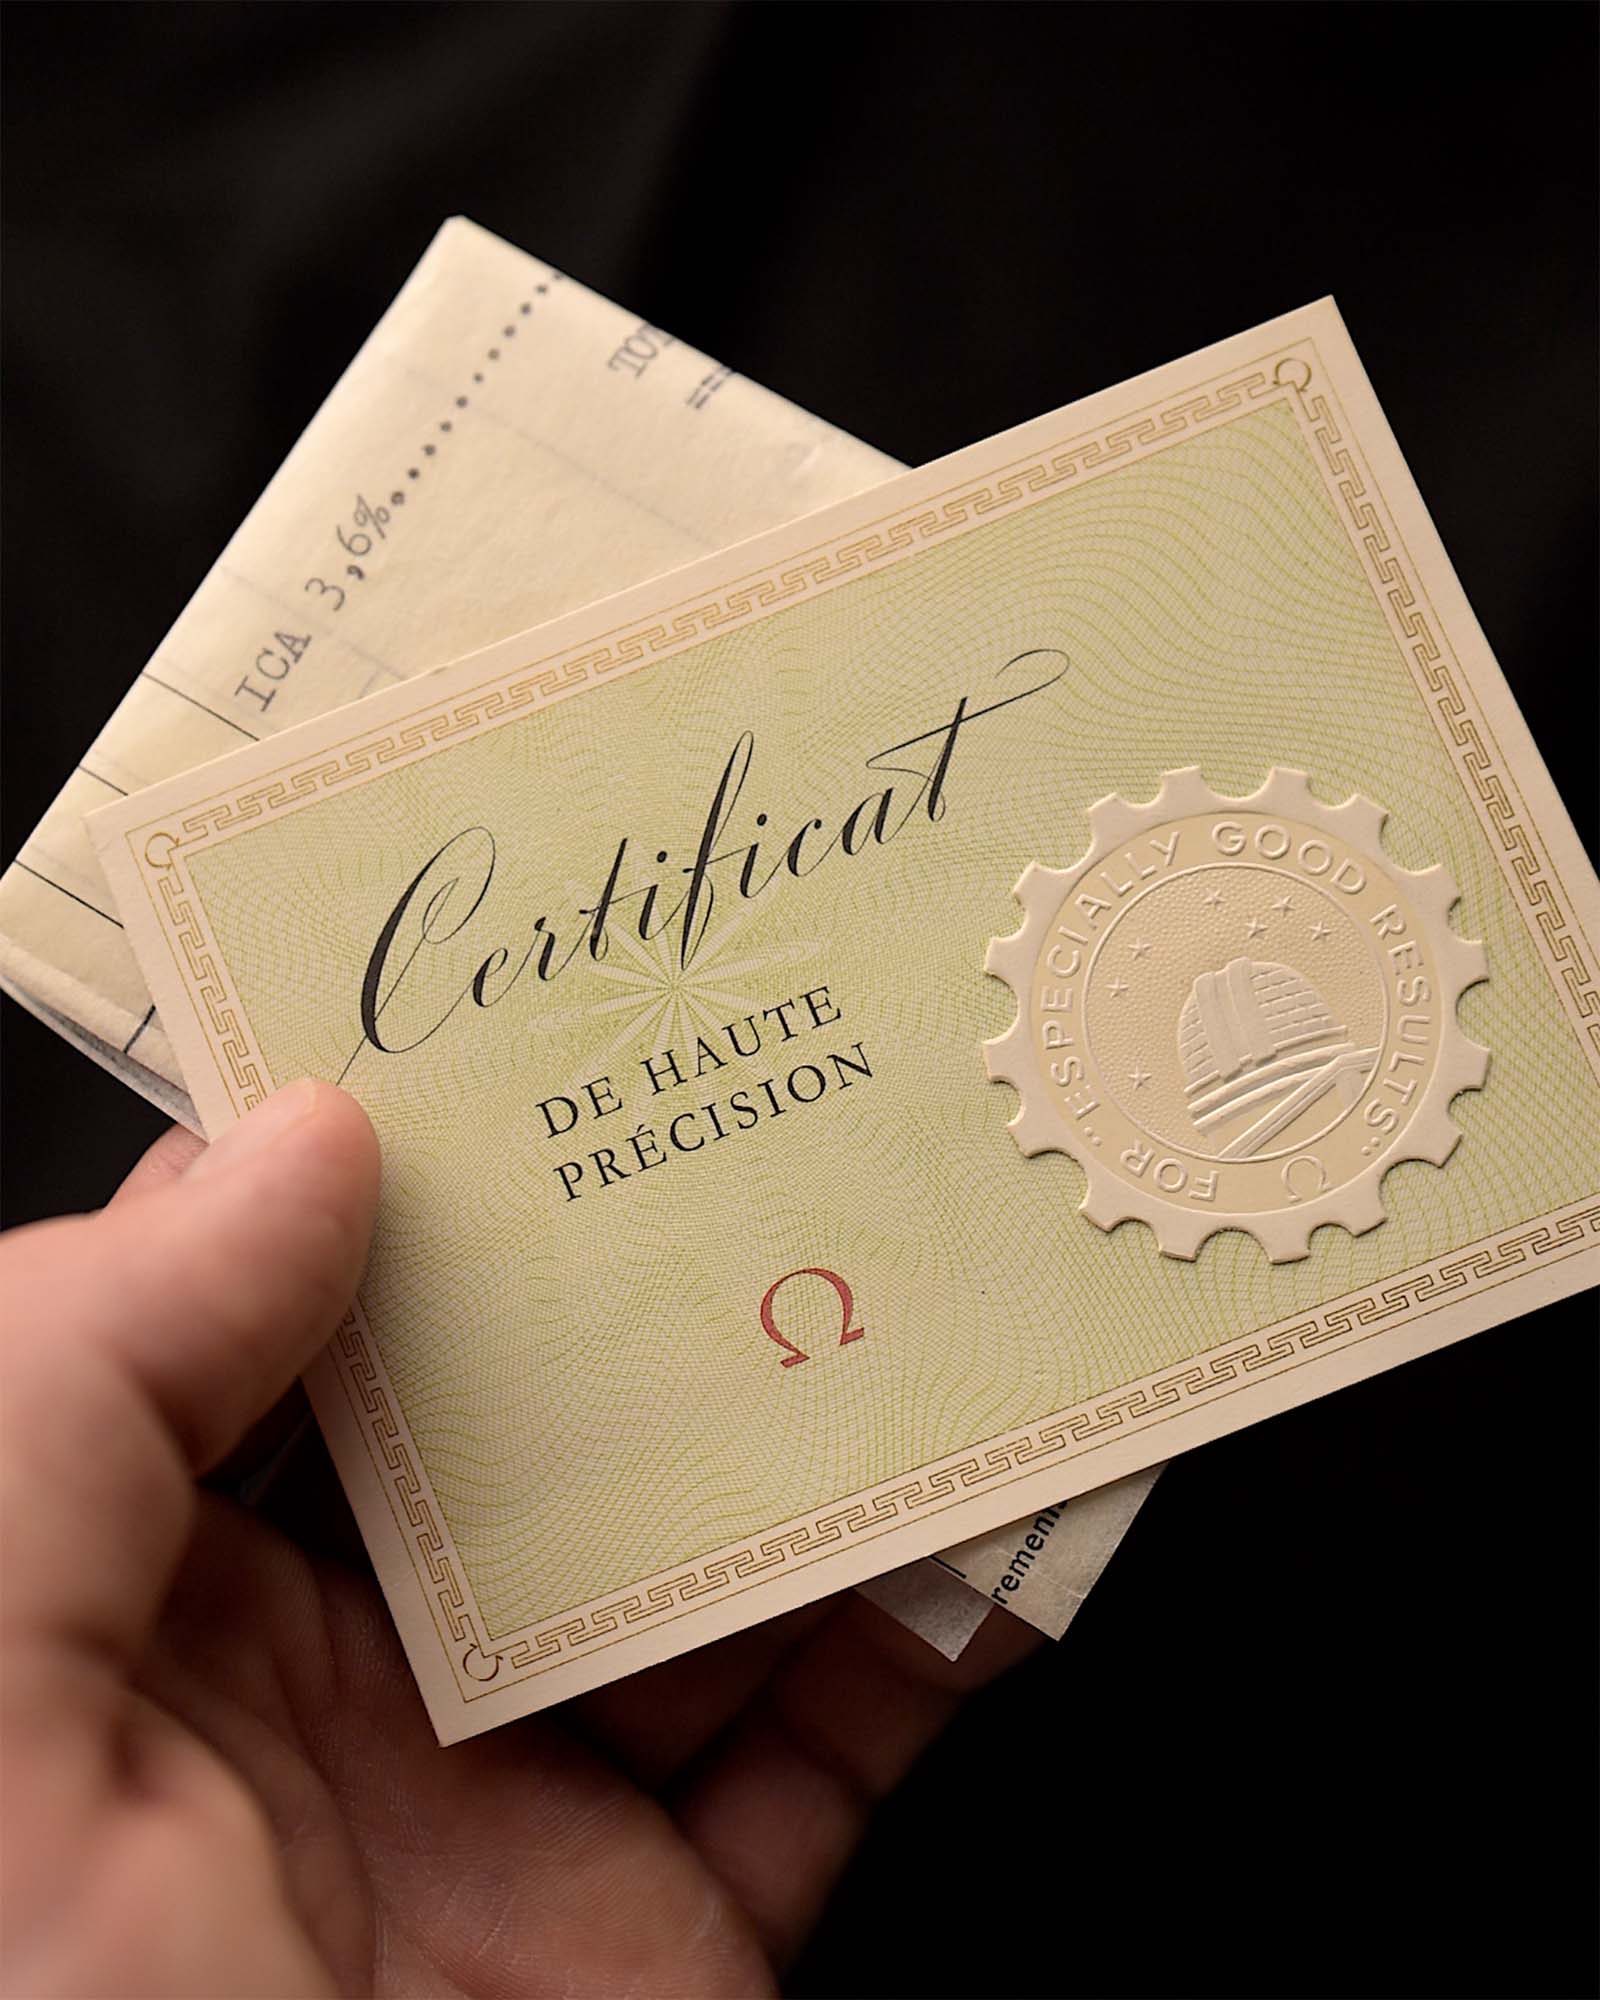 ICA 3,6%..............
Certificat
DE HAUTE
PRÉCISION
Ω
FOR "ESPECIALLY GOOD RESULTS"
Ω